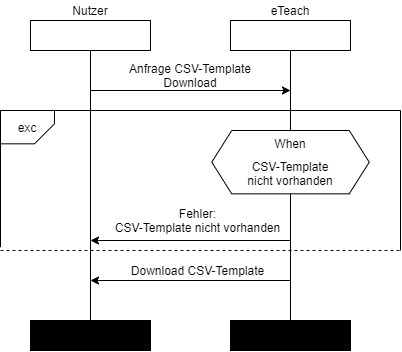 Nutzer
eTeach
Anfrage CSV-Template
Download
exc
When
CSV-Template
nicht vorhanden
Fehler:
CSV-Template nicht vorhanden
Download CSV-Template